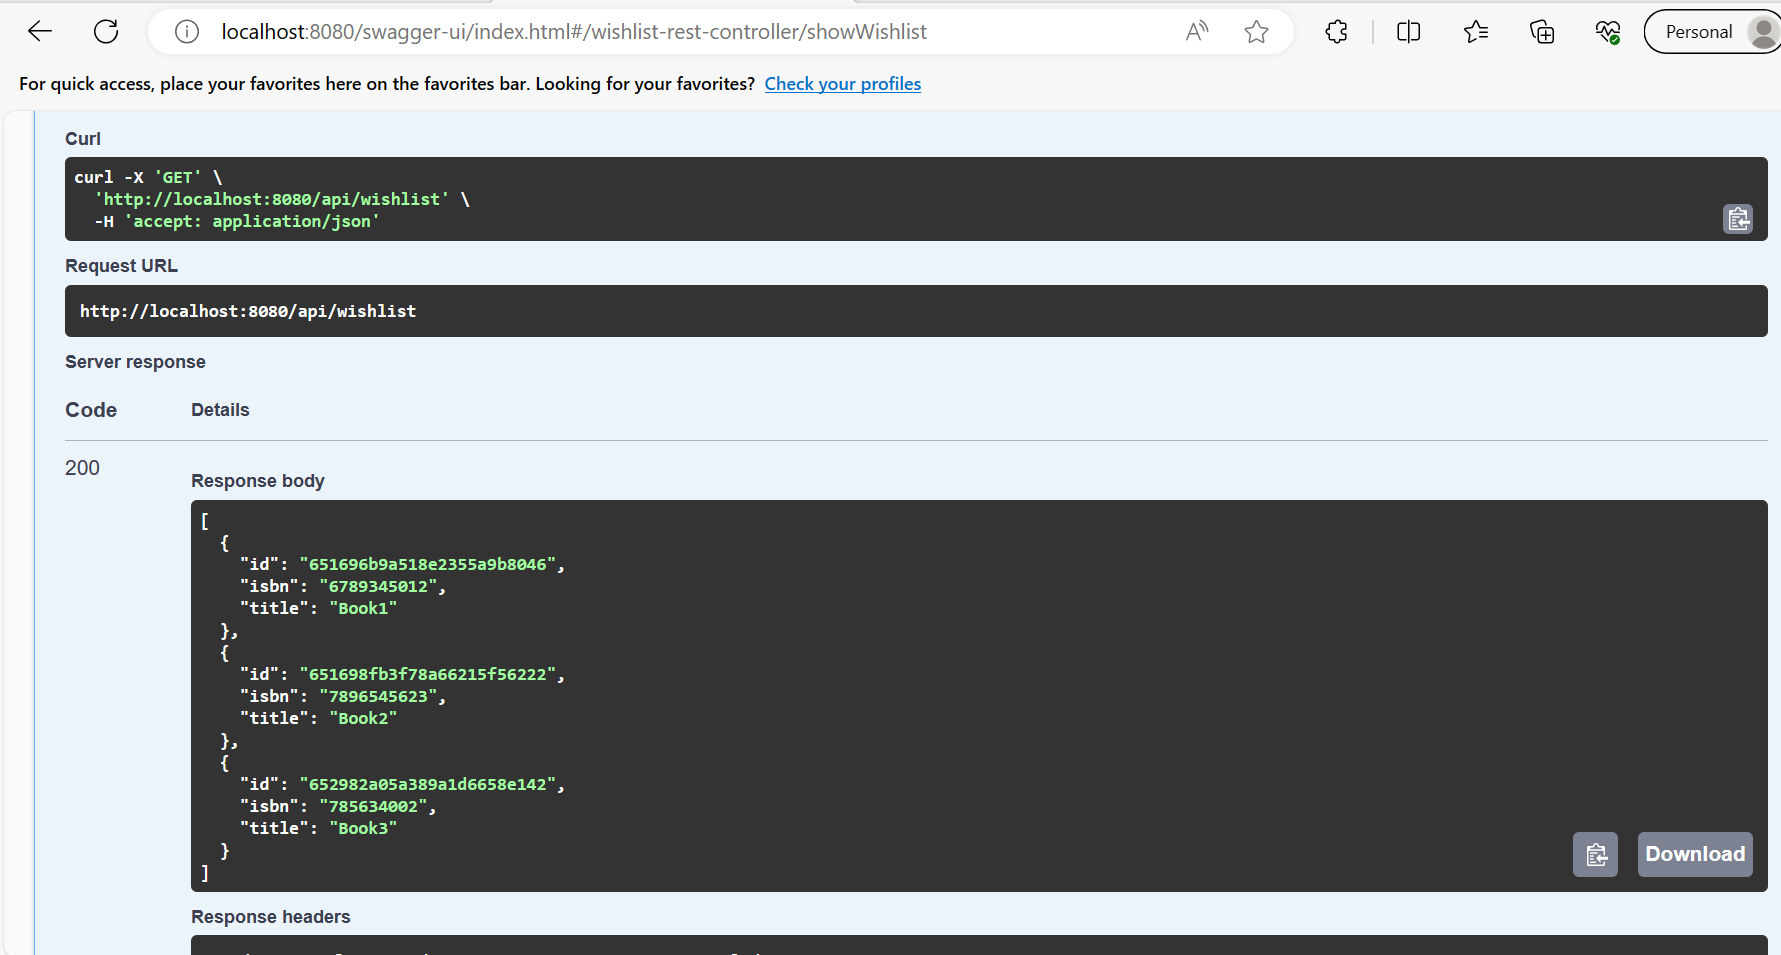 localhost:8080/swagger-ui/index.html#/wishlist-rest-controller/showWishlist
Personal
For quick access, place your favorites here on the favorites bar. Looking for your favorites? Check your profiles
Curl
curl -X 'GET' \
  'http://localhost:8080/api/wishlist' \
  -H 'accept: application/json'
Request URL
http://localhost:8080/api/wishlist
Server response
Code Details
200
Response body
[
  {
    "id": "651696b9a518e2355a9b8046",
    "isbn": "6789345012",
    "title": "Book1"
  },
  {
    "id": "651698fb3f78a66215f56222",
    "isbn": "7896545623",
    "title": "Book2"
  },
  {
    "id": "652982a05a389a1d6658e142",
    "isbn": "785634002",
    "title": "Book3"
  }
]
Download
Response headers